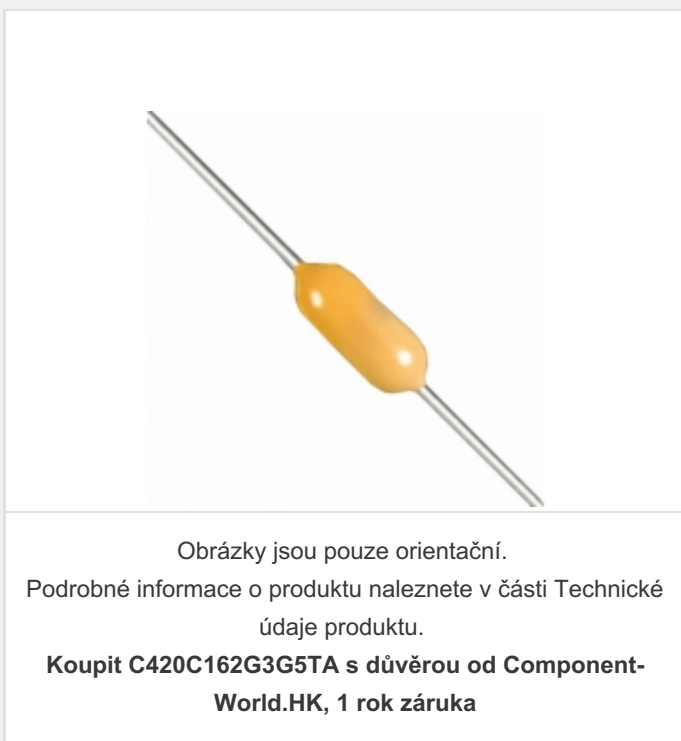 Obrázky jsou pouze orientační.
Podrobné informace o produktu naleznete v části Technické
údaje produktu.
Koupit C420C162G3G5TA s důvěrou od Component-
World.HK, 1 rok záruka